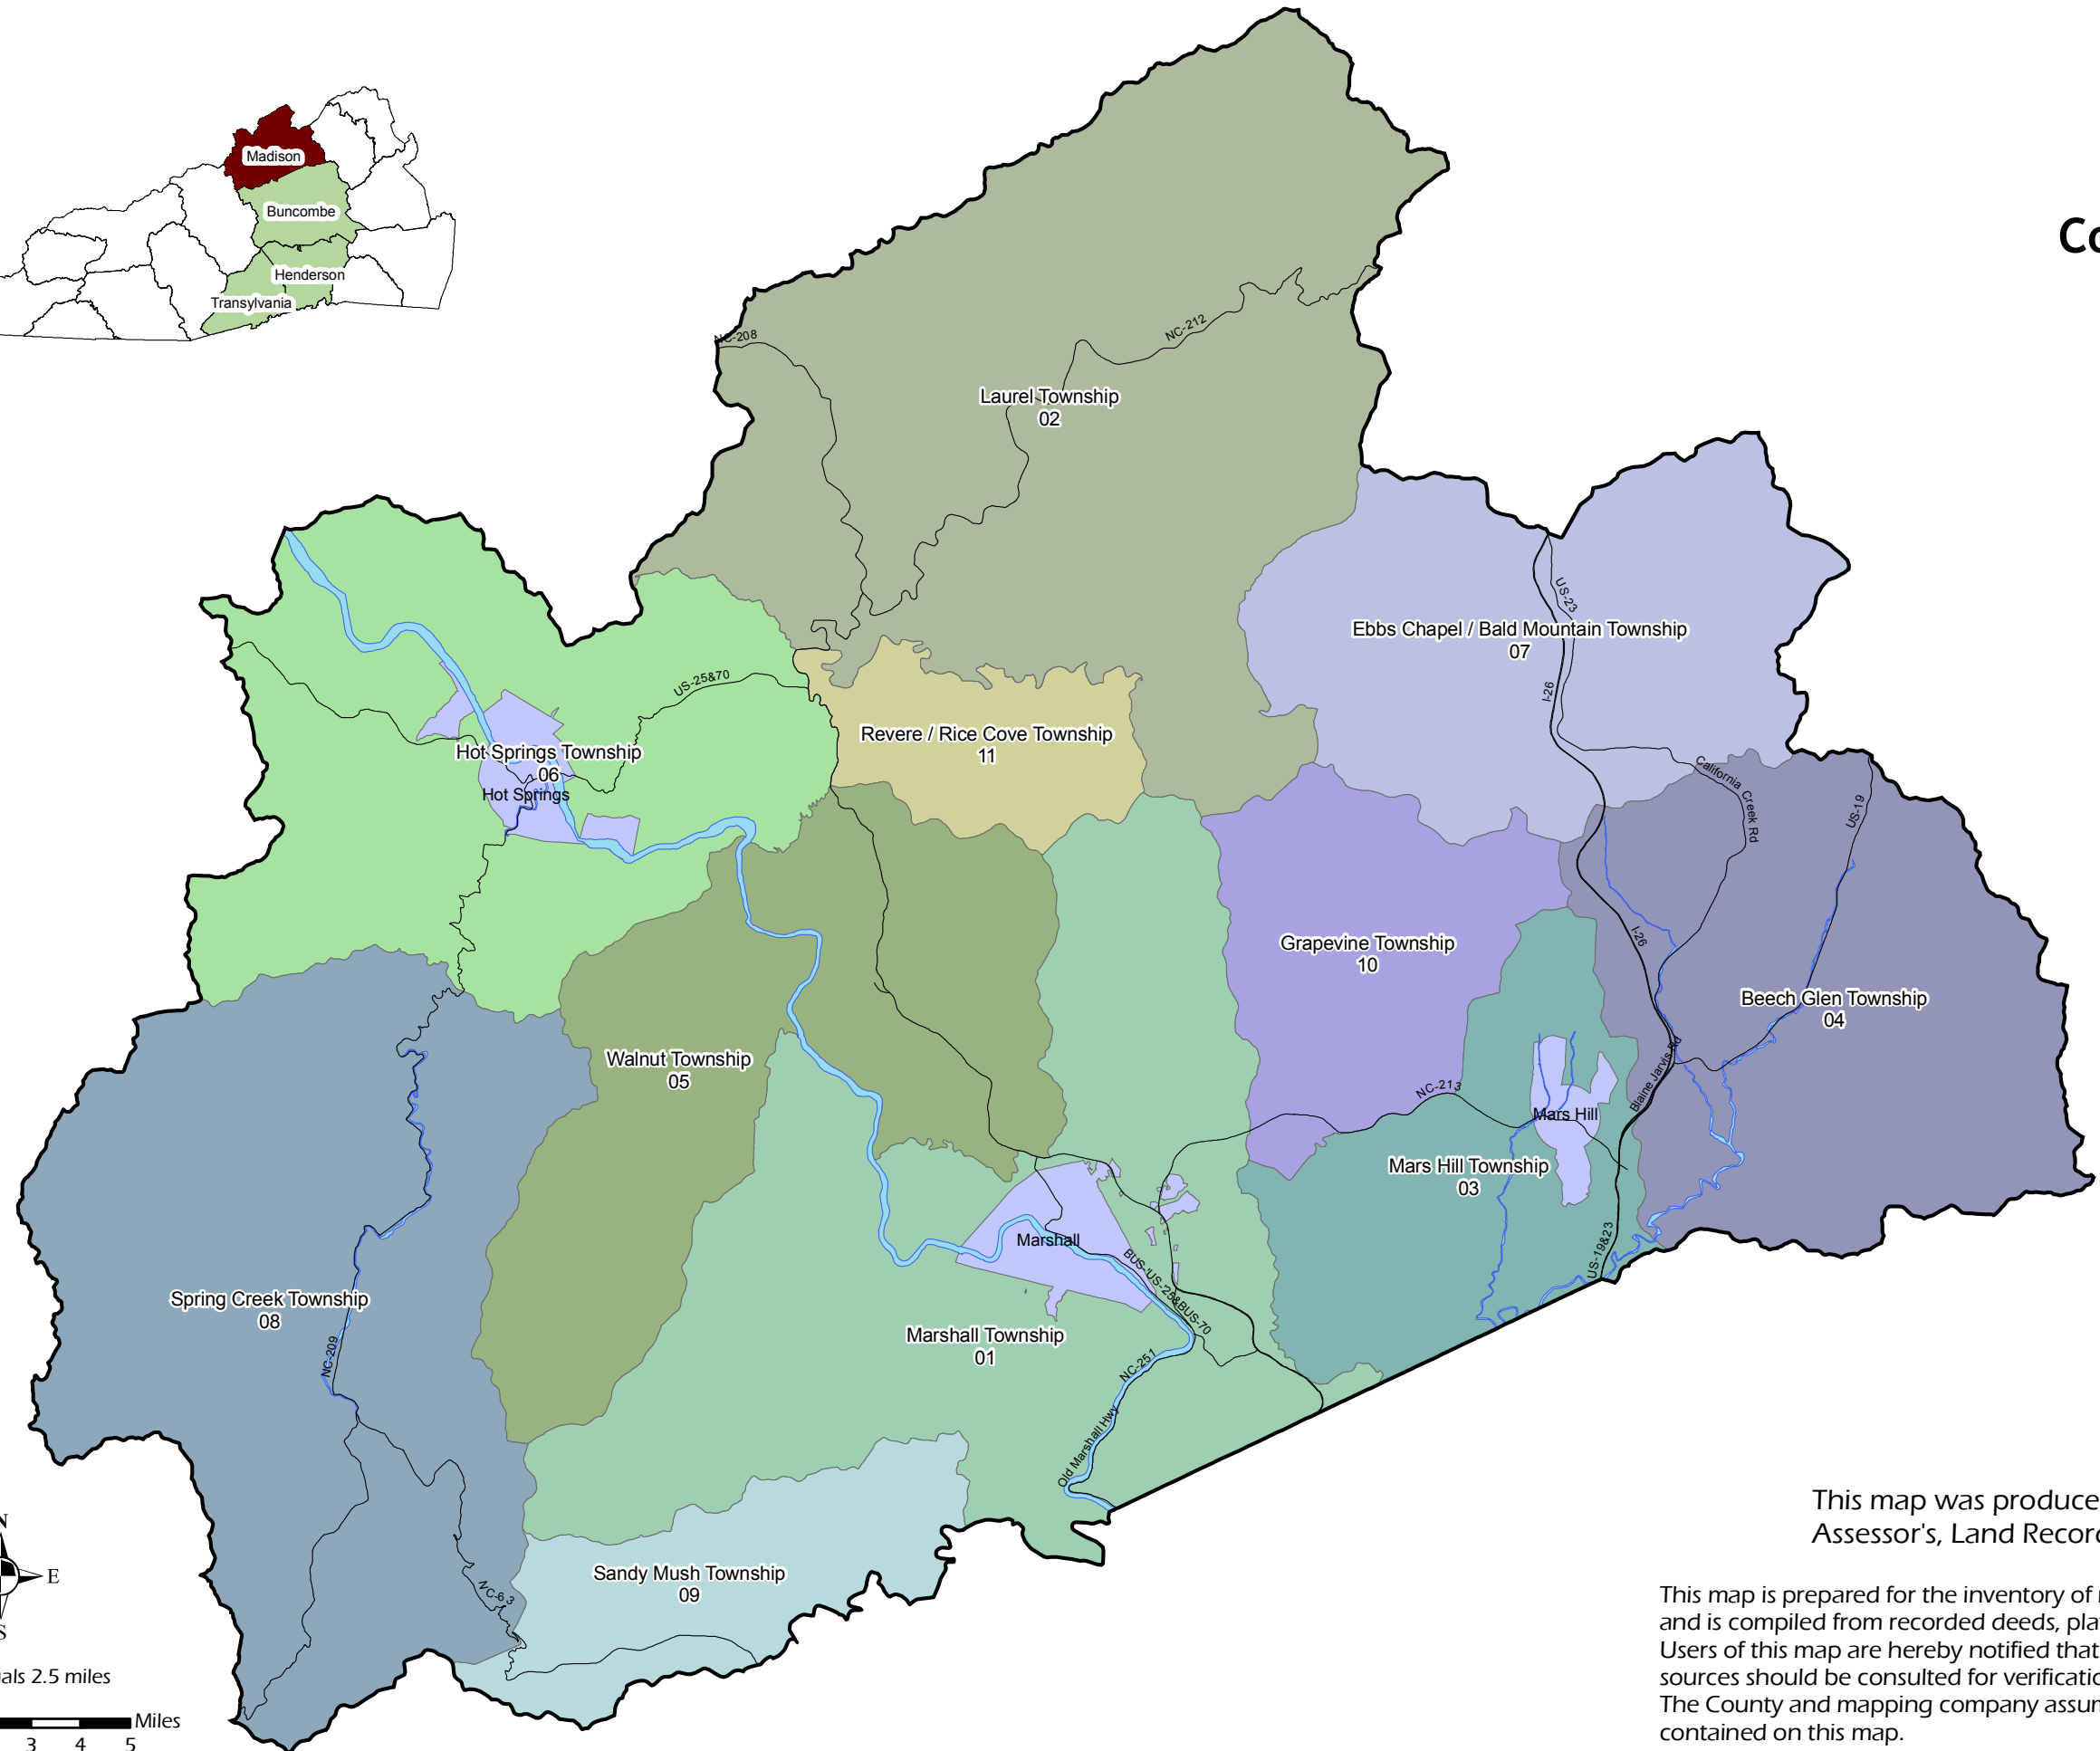 Madison
Buncombe
Henderson
Transylvania
Co
NC-208
NC-212
Laurel Township
02
US-23
Ebbs Chapel / Bald Mountain Township
07
I-26
US-25&70
Revere / Rice Cove Township
11
Hot Springs Township
06
Hot Springs
California Creek Rd
US-19
I-26
Grapevine Township
10
Beech Glen Township
04
Walnut Township
05
Blaine Jarvis Rd
NC-213
Mars Hill
Mars Hill Township
03
Marshall
US-19&23
BUS-US-25&BUS-70
Spring Creek Township
08
NC-209
Marshall Township
01
NC-251
Old Marshall Hwy
Sandy Mush Township
09
NC-63
N
E
S
als 2.5 miles
Miles
3 4 5
This map was produce
Assessor's, Land Recor
This map is prepared for the inventory of
and is compiled from recorded deeds, pla
Users of this map are hereby notified that
sources should be consulted for verificatio
The County and mapping company assum
contained on this map.